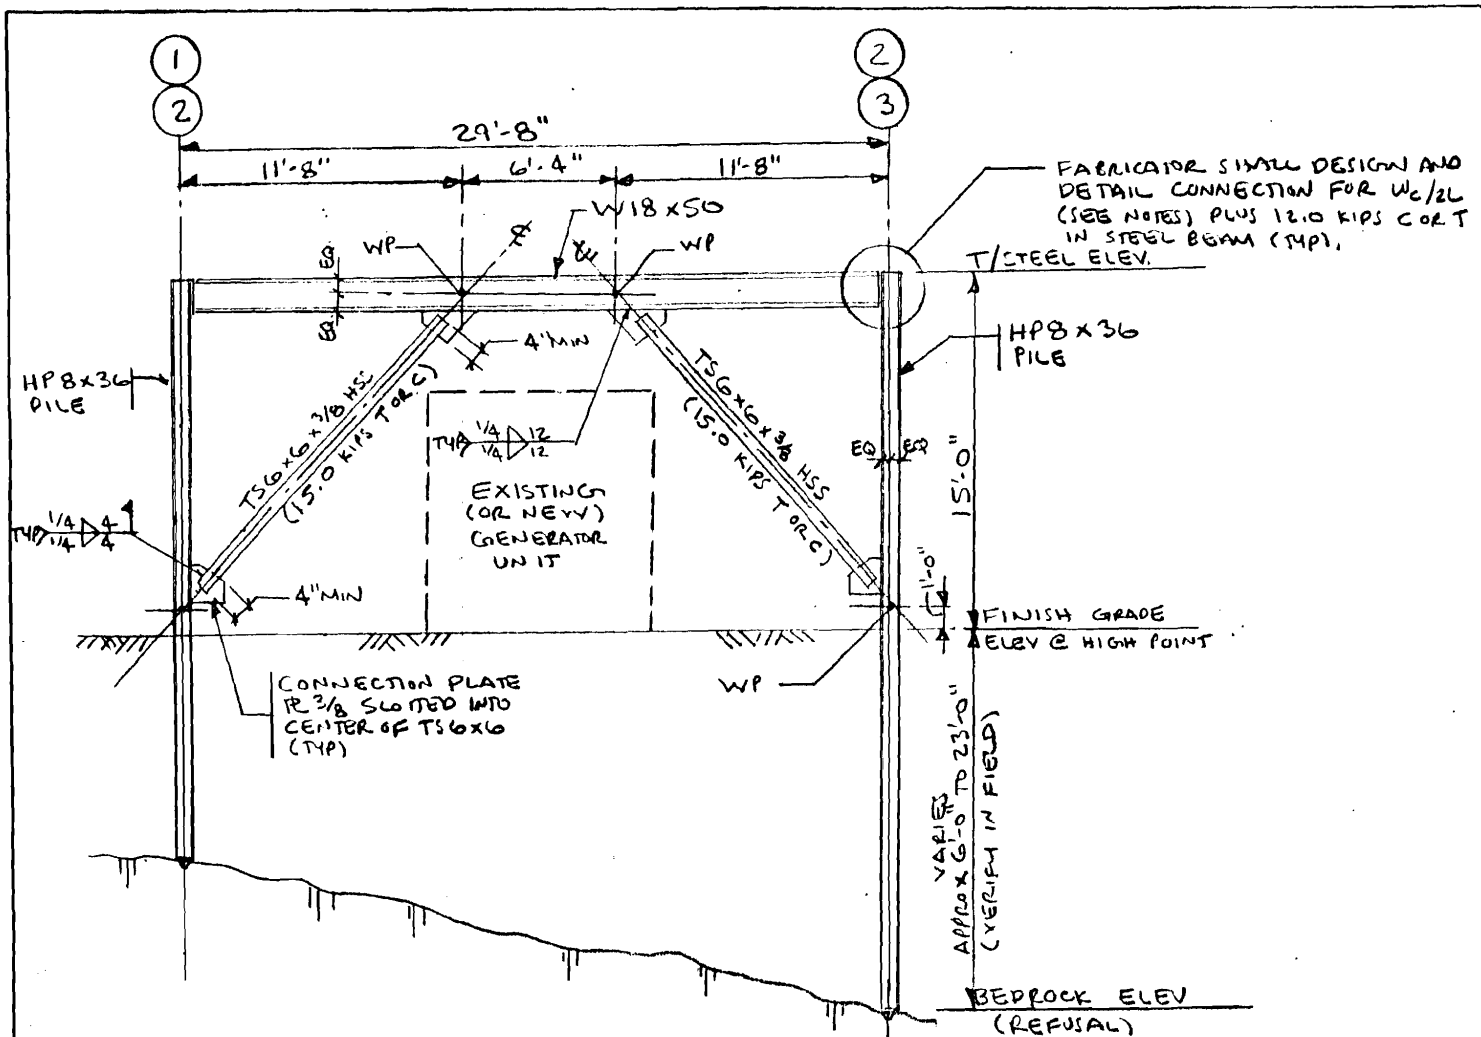 1
2
2
3
29'-8"
11'-8"
6'-4"
11'-8"
FABRICATOR SHALL DESIGN AND
DETAIL CONNECTION FOR Wc/2L
(SEE NOTES) PLUS 12.0 KIPS C OR T
IN STEEL BEAM (TYP).
W18x50
WP
WP
T/STEEL ELEV.
EQ
EQ
4"MIN
HP8x36
PILE
HP8x36
PILE
TS6x6x3/8 HSS
(15.0 KIPS T OR C)
TS6x6x3/8 HSS
(15.0 KIPS T OR C)
TYP 1/4 12
1/4 12
EQ EQ
15'-0"
EXISTING
(OR NEW)
GENERATOR
UNIT
TYP 1/4 4
1/4 4
4"MIN
1'-0"
FINISH GRADE
ELEV @ HIGH POINT
WP
CONNECTION PLATE
PL 3/8 SLOTTED INTO
CENTER OF TS6x6
(TYP)
VARIES
APPROX 6'-0" TO 23'-0"
(VERIFY IN FIELD)
BEDROCK ELEV
(REFUSAL)